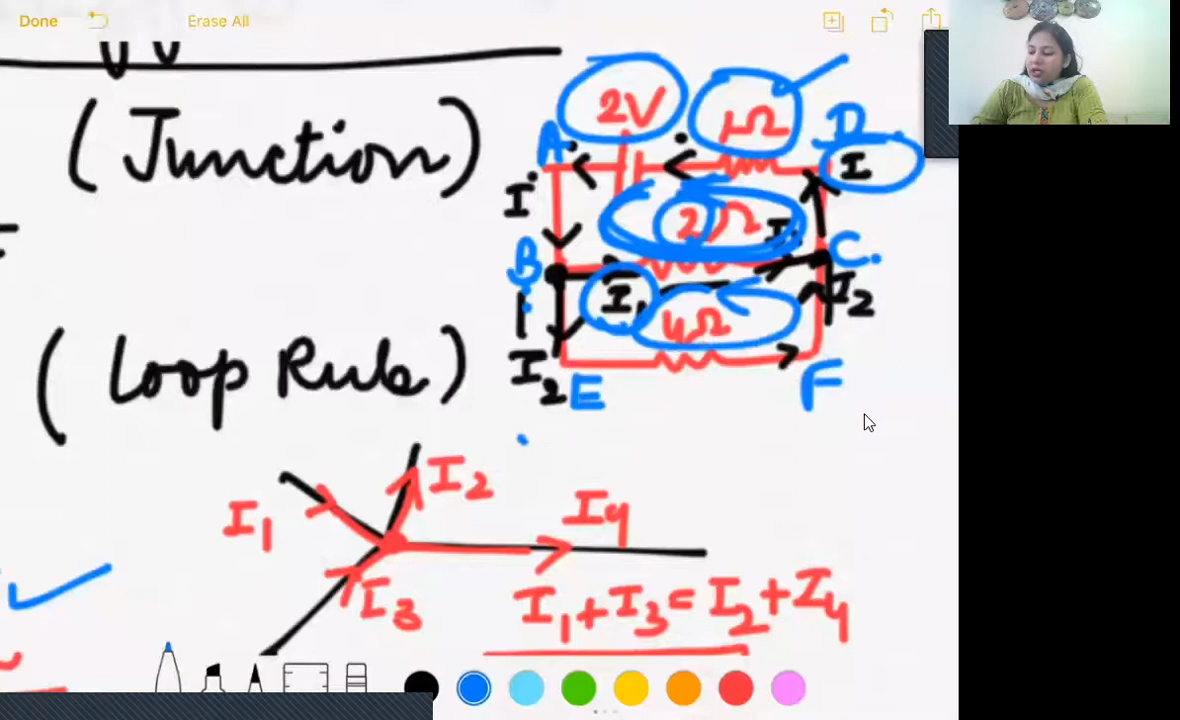 Done Erase All
(Junction)
2V 1Ω
A D
I I
2Ω
I
B C
I1 I2
4Ω
I2
E F
(Loop Rule)
I2
I1 I4
I3
I1+I3=I2+I4